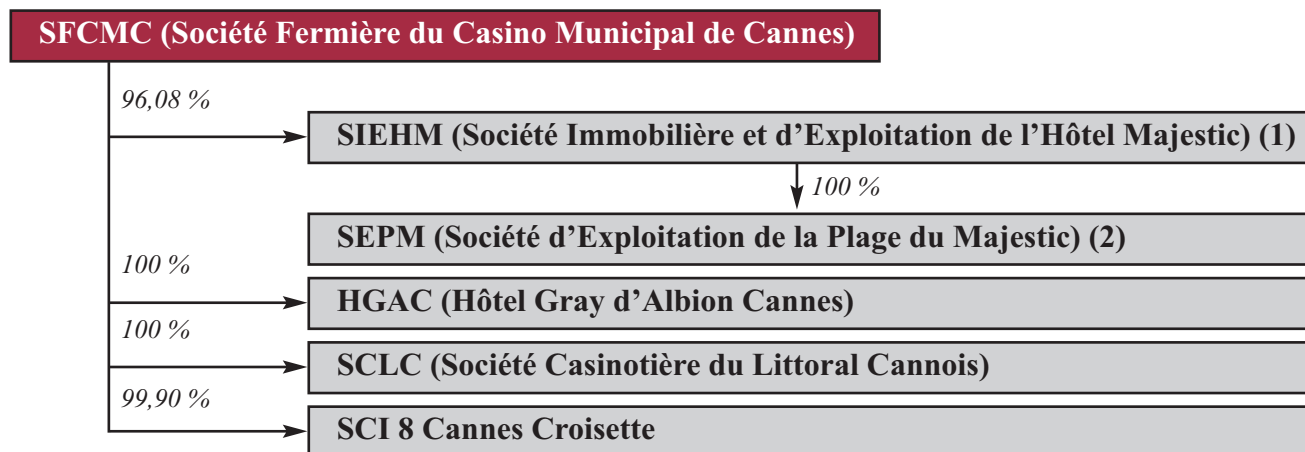 SFCMC (Société Fermière du Casino Municipal de Cannes)
96,08 %
SIEHM (Société Immobilière et d’Exploitation de l’Hôtel Majestic) (1)
100 %
SEPM (Société d’Exploitation de la Plage du Majestic) (2)
100 %
HGAC (Hôtel Gray d’Albion Cannes)
100 %
SCLC (Société Casinotière du Littoral Cannois)
99,90 %
SCI 8 Cannes Croisette